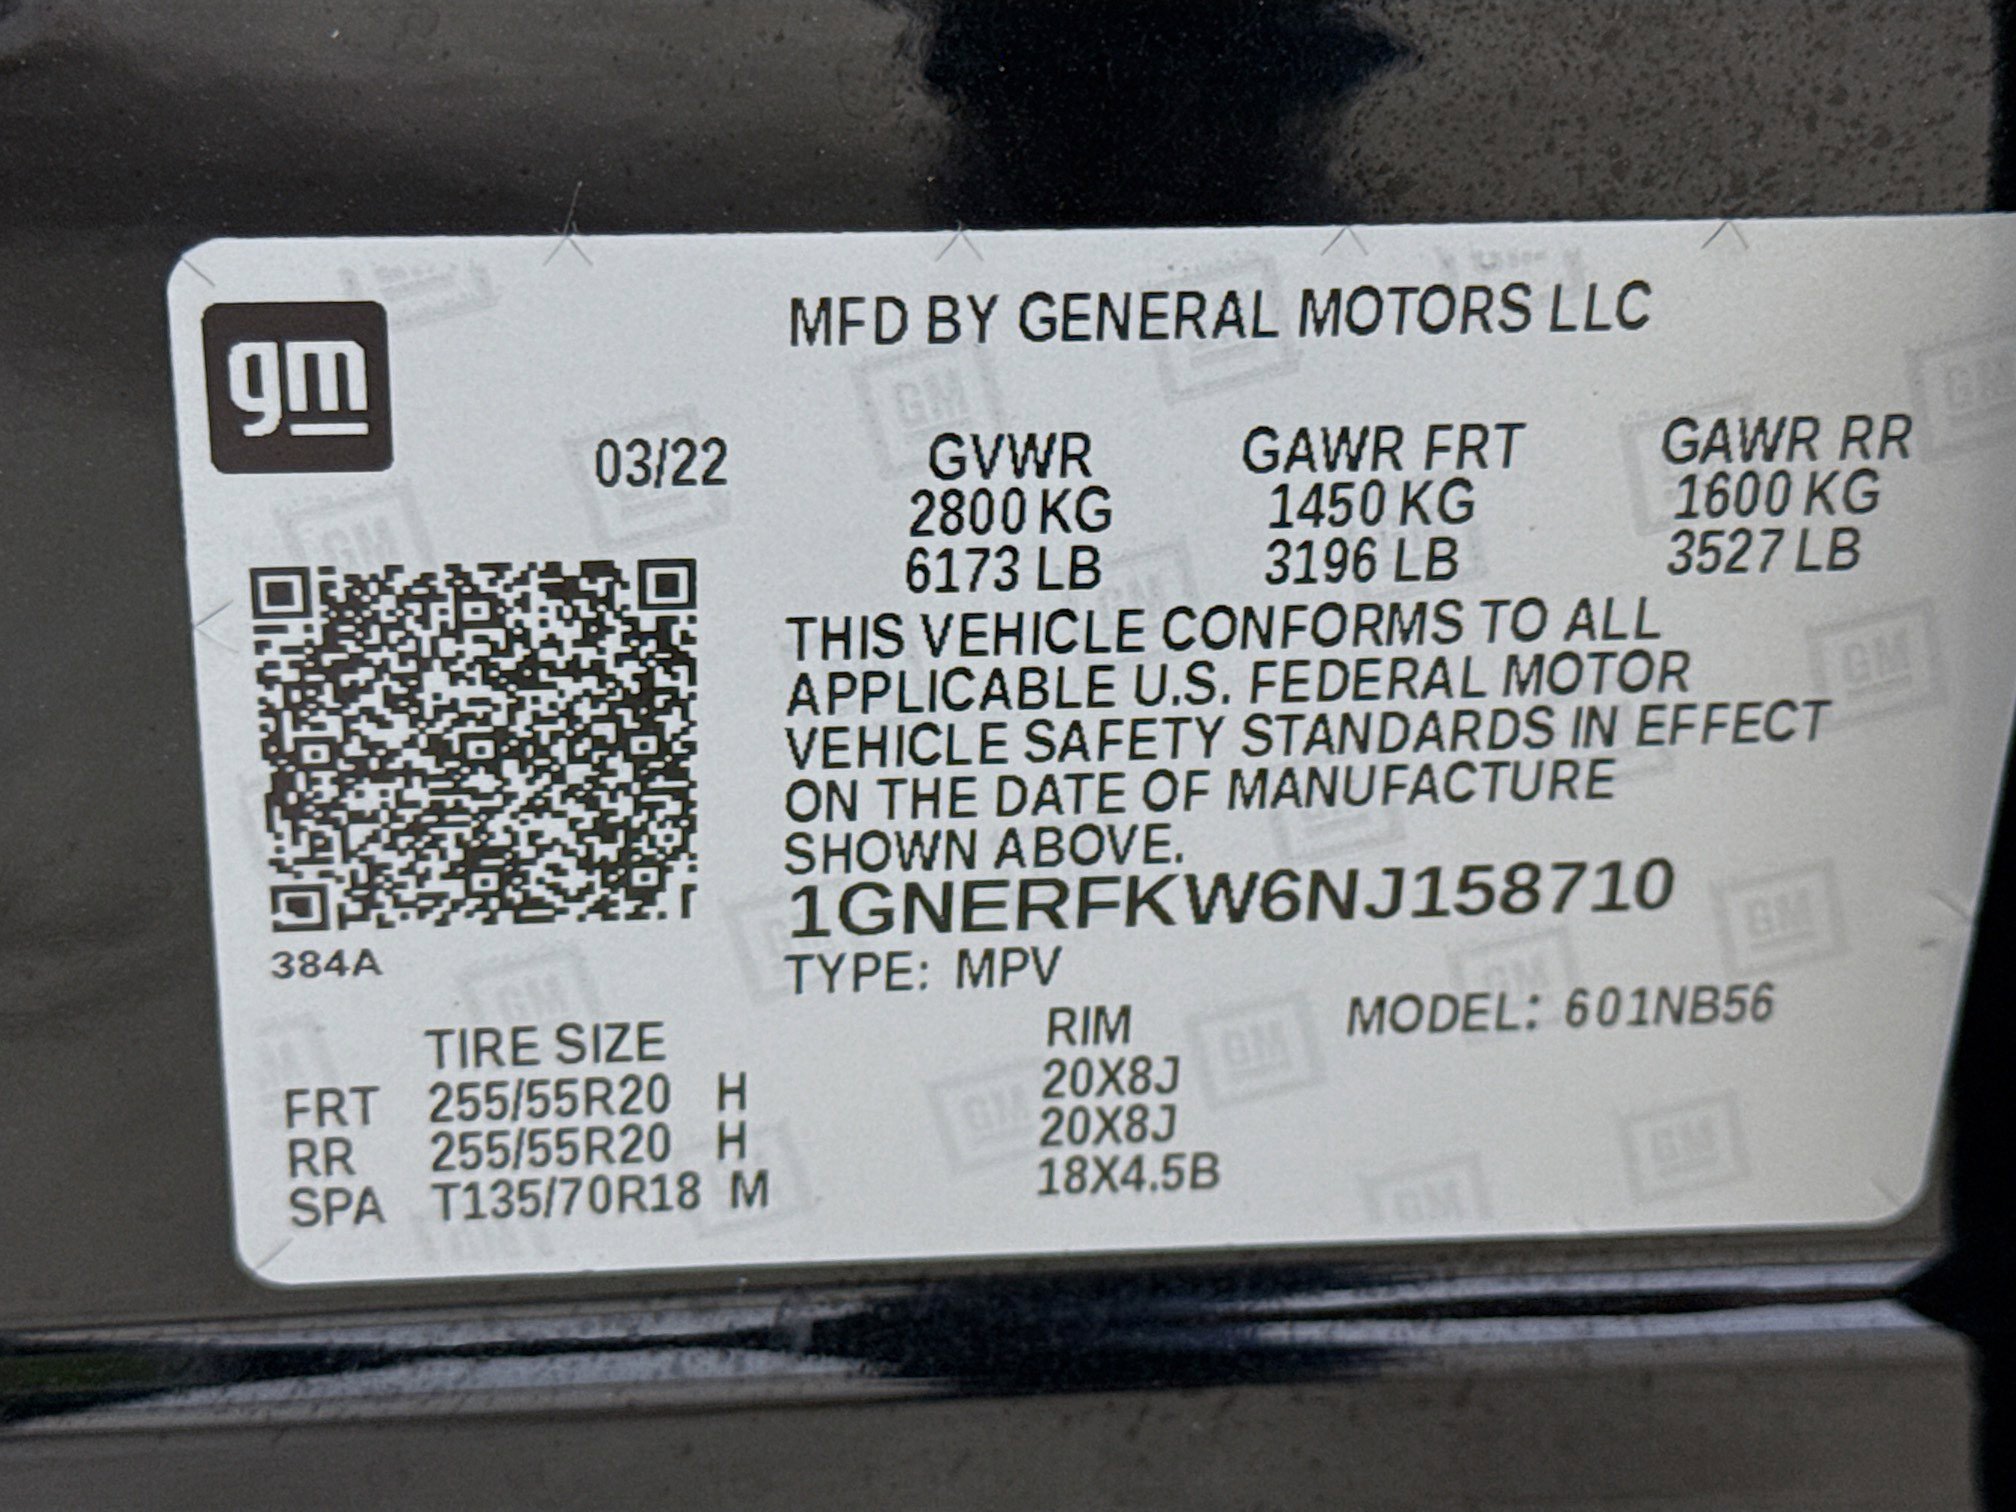 gm
MFD BY GENERAL MOTORS LLC
03/22
GVWR GAWR FRT GAWR RR
2800 KG 1450 KG 1600 KG
6173 LB 3196 LB 3527 LB
THIS VEHICLE CONFORMS TO ALL
APPLICABLE U.S. FEDERAL MOTOR
VEHICLE SAFETY STANDARDS IN EFFECT
ON THE DATE OF MANUFACTURE
SHOWN ABOVE.
1GNERFKW6NJ158710
384A
TYPE: MPV
MODEL: 601NB56
TIRE SIZE RIM
FRT 255/55R20 H 20X8J
RR 255/55R20 H 20X8J
SPA T135/70R18 M 18X4.5B